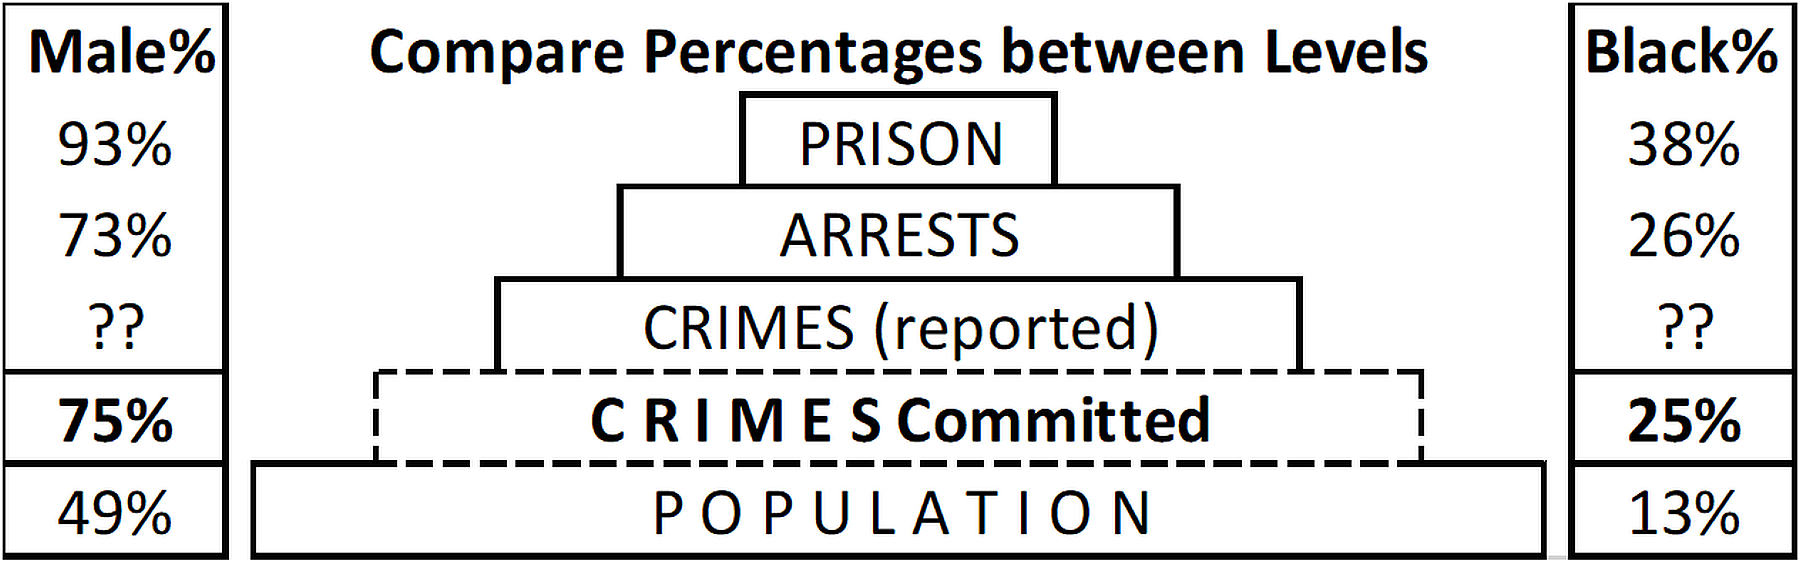 Male% Compare Percentages between Levels Black%
93% PRISON 38%
73% ARRESTS 26%
?? CRIMES (reported) ??
75% C R I M E S Committed 25%
49% P O P U L A T I O N 13%